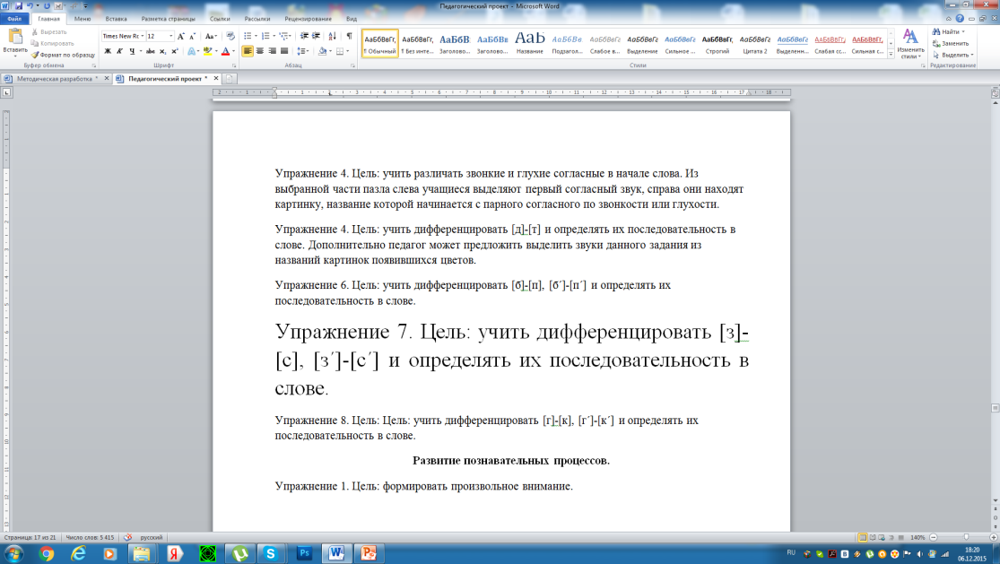 Педагогический проект - Microsoft Word
Файл Главная Меню Вставка Разметка страницы Ссылки Рассылки Рецензирование Вид
Вставить
Вырезать
Копировать
Формат по образцу
Буфер обмена
Times New Ro 12
Ж К Ч abc x₂ x²
Шрифт
Абзац
АаБбВвГг, АаБбВвГг, АаБбВ АаБбВв АаБ АаБбВв АаБбВвГг АаБбВвГг АаБбВвГг АаБбВвГг, АаБбВвГг АаБбВвГг АаБбВвГг АаБбВвГг,
¶ Обычный ¶ Без инте... Заголово... Заголово... Название Подзагол... Слабое в... Выделение Сильное ... Строгий Цитата 2 Выделенн... Слабая сс... Сильная сс...
Стили
Изменить стили
Найти
Заменить
Выделить
Редактирование
Методическая разработка * Педагогический проект *
Упражнение 4. Цель: учить различать звонкие и глухие согласные в начале слова. Из
выбранной части пазла слева учащиеся выделяют первый согласный звук, справа они находят
картинку, название которой начинается с парного согласного по звонкости или глухости.
Упражнение 4. Цель: учить дифференцировать [д]-[т] и определять их последовательность в
слове. Дополнительно педагог может предложить выделить звуки данного задания из
названий картинок появившихся цветов.
Упражнение 6. Цель: учить дифференцировать [б]-[п], [б´]-[п´] и определять их
последовательность в слове.
Упражнение 7. Цель: учить дифференцировать [з]-
[с], [з´]-[с´] и определять их последовательность в
слове.
Упражнение 8. Цель: Цель: учить дифференцировать [г]-[к], [г´]-[к´] и определять их
последовательность в слове.
Развитие познавательных процессов.
Упражнение 1. Цель: формировать произвольное внимание.
Страница: 17 из 21 Число слов: 5 415 русский
140%
RU
18:20
06.12.2015